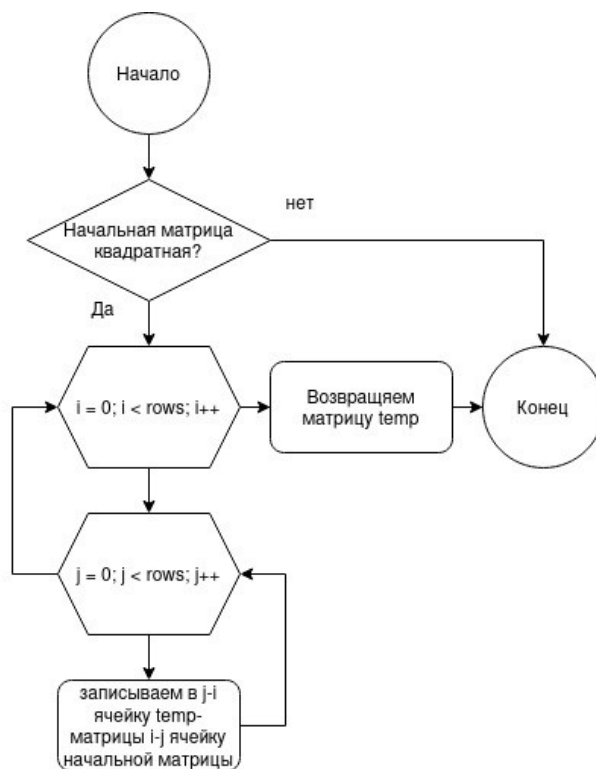 Начало
Начальная матрица
квадратная?
нет
Да
i = 0; i < rows; i++
Возвращяем
матрицу temp
Конец
j = 0; j < rows; j++
записываем в j-i
ячейку temp-
матрицы i-j ячейку
начальной матрицы